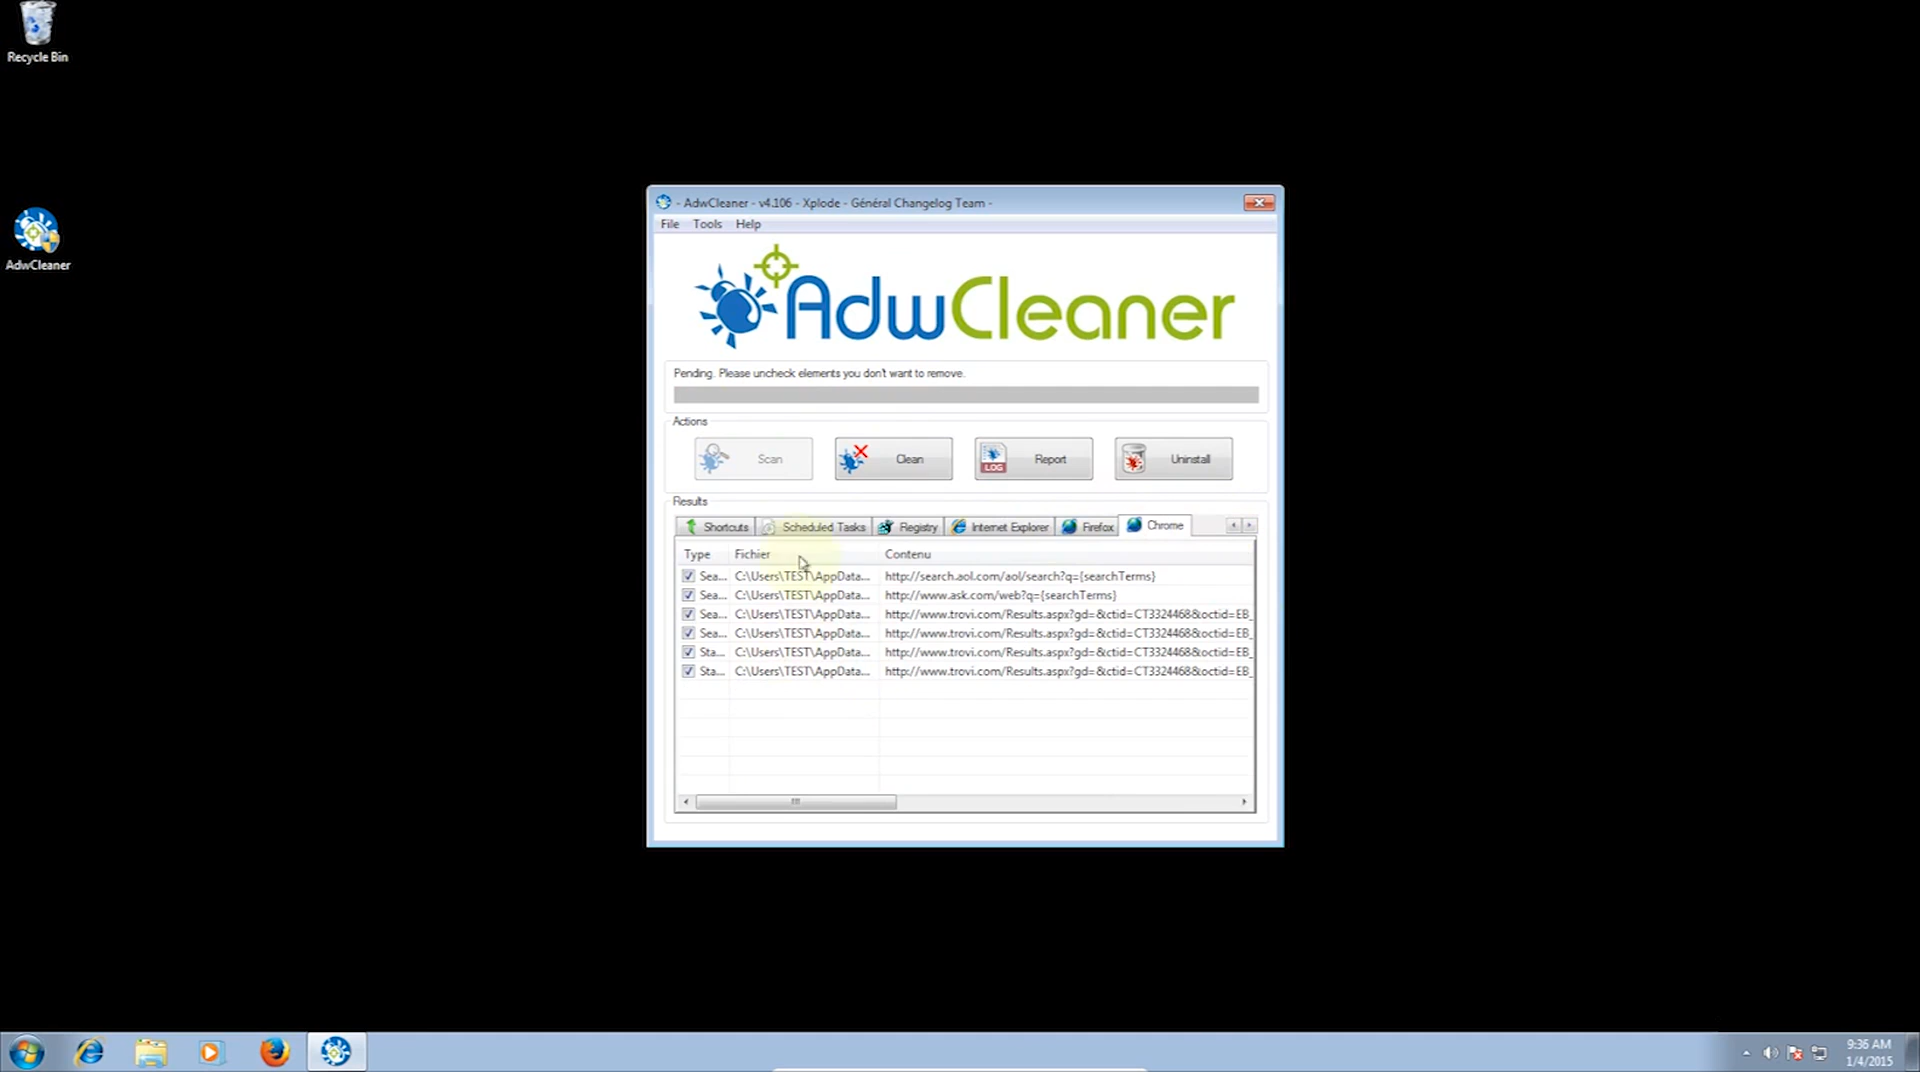 Recycle Bin
AdwCleaner
- AdwCleaner - v4.106 - Xplode - Général Changelog Team -
File Tools Help
AdwCleaner
Pending. Please uncheck elements you don't want to remove.
Actions
Scan Clean LOG Report Uninstall
Results
Shortcuts Scheduled Tasks Registry Internet Explorer Firefox Chrome
Type Fichier Contenu
Sea... C:\Users\TEST\AppData... http://search.aol.com/aol/search?q={searchTerms}
Sea... C:\Users\TEST\AppData... http://www.ask.com/web?q={searchTerms}
Sea... C:\Users\TEST\AppData... http://www.trovi.com/Results.aspx?gd=&ctid=CT3324468&octid=EB_
Sea... C:\Users\TEST\AppData... http://www.trovi.com/Results.aspx?gd=&ctid=CT3324468&octid=EB_
Sta... C:\Users\TEST\AppData... http://www.trovi.com/Results.aspx?gd=&ctid=CT3324468&octid=EB_
Sta... C:\Users\TEST\AppData... http://www.trovi.com/Results.aspx?gd=&ctid=CT3324468&octid=EB_
9:36 AM
1/4/2015